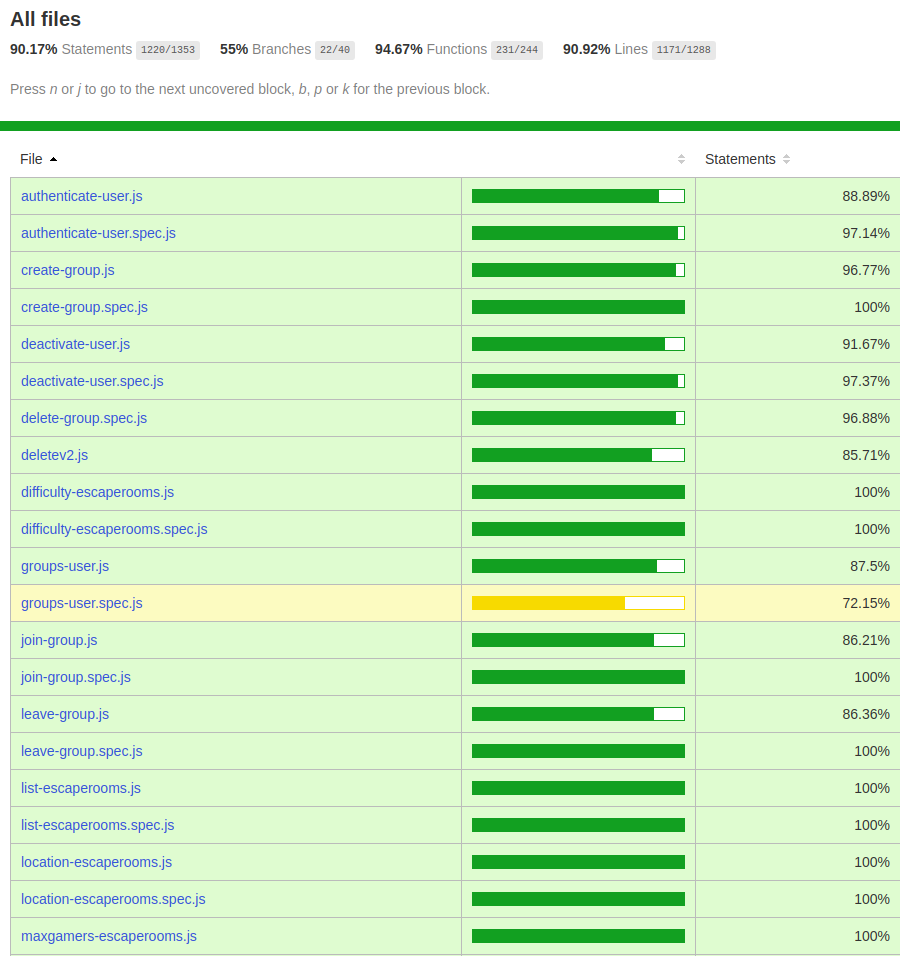 All files
90.17% Statements 1220/1353 55% Branches 22/40 94.67% Functions 231/244 90.92% Lines 1171/1288
Press n or j to go to the next uncovered block, b, p or k for the previous block.
File Statements
authenticate-user.js 88.89%
authenticate-user.spec.js 97.14%
create-group.js 96.77%
create-group.spec.js 100%
deactivate-user.js 91.67%
deactivate-user.spec.js 97.37%
delete-group.spec.js 96.88%
deletev2.js 85.71%
difficulty-escaperooms.js 100%
difficulty-escaperooms.spec.js 100%
groups-user.js 87.5%
groups-user.spec.js 72.15%
join-group.js 86.21%
join-group.spec.js 100%
leave-group.js 86.36%
leave-group.spec.js 100%
list-escaperooms.js 100%
list-escaperooms.spec.js 100%
location-escaperooms.js 100%
location-escaperooms.spec.js 100%
maxgamers-escaperooms.js 100%